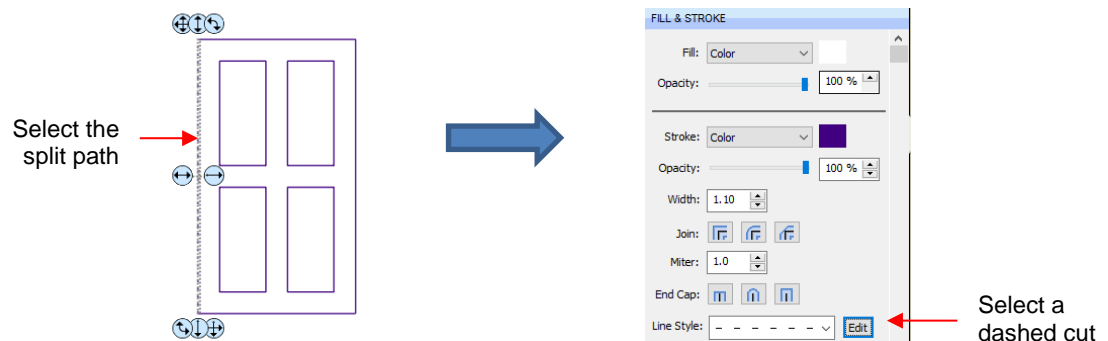 Select the
split path
FILL & STROKE
Fill: Color
Opacity: 100 %
Stroke: Color
Opacity: 100 %
Width: 1.10
Join:
Miter: 1.0
End Cap:
Line Style: Edit
Select a
dashed cut